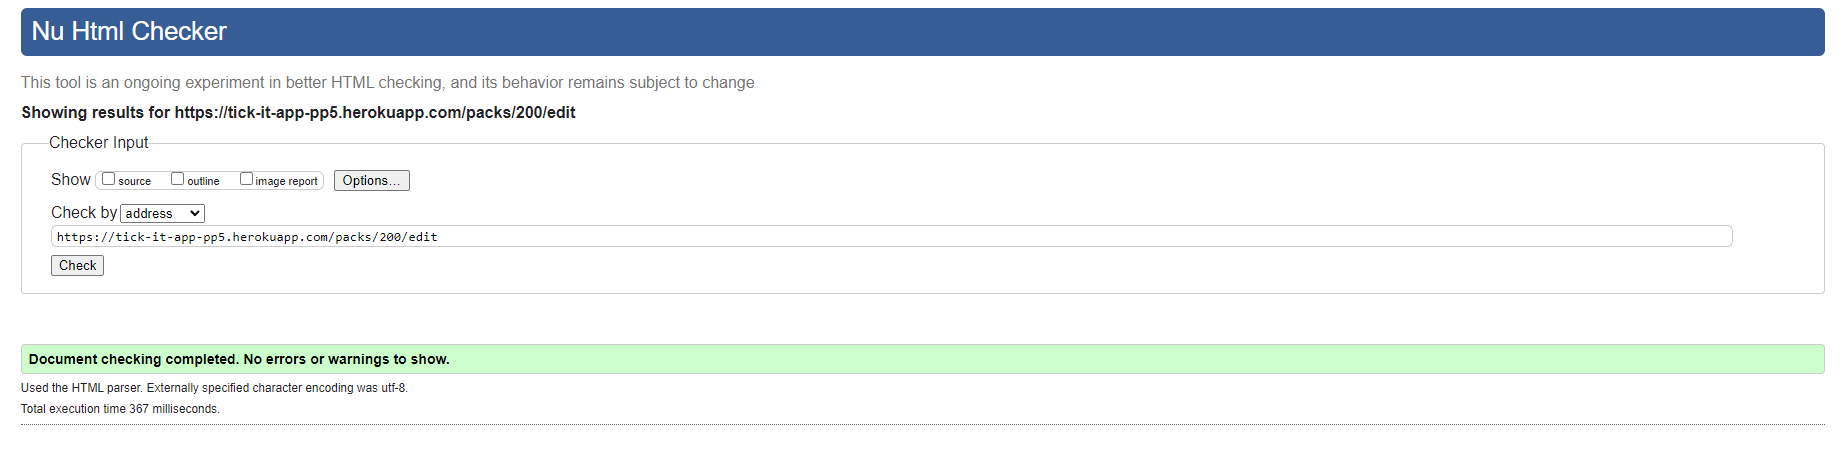 Nu Html Checker
This tool is an ongoing experiment in better HTML checking, and its behavior remains subject to change
Showing results for https://tick-it-app-pp5.herokuapp.com/packs/200/edit
Checker Input
Show source outline image report Options...
Check by address
https://tick-it-app-pp5.herokuapp.com/packs/200/edit
Check
Document checking completed. No errors or warnings to show.
Used the HTML parser. Externally specified character encoding was utf-8.
Total execution time 367 milliseconds.